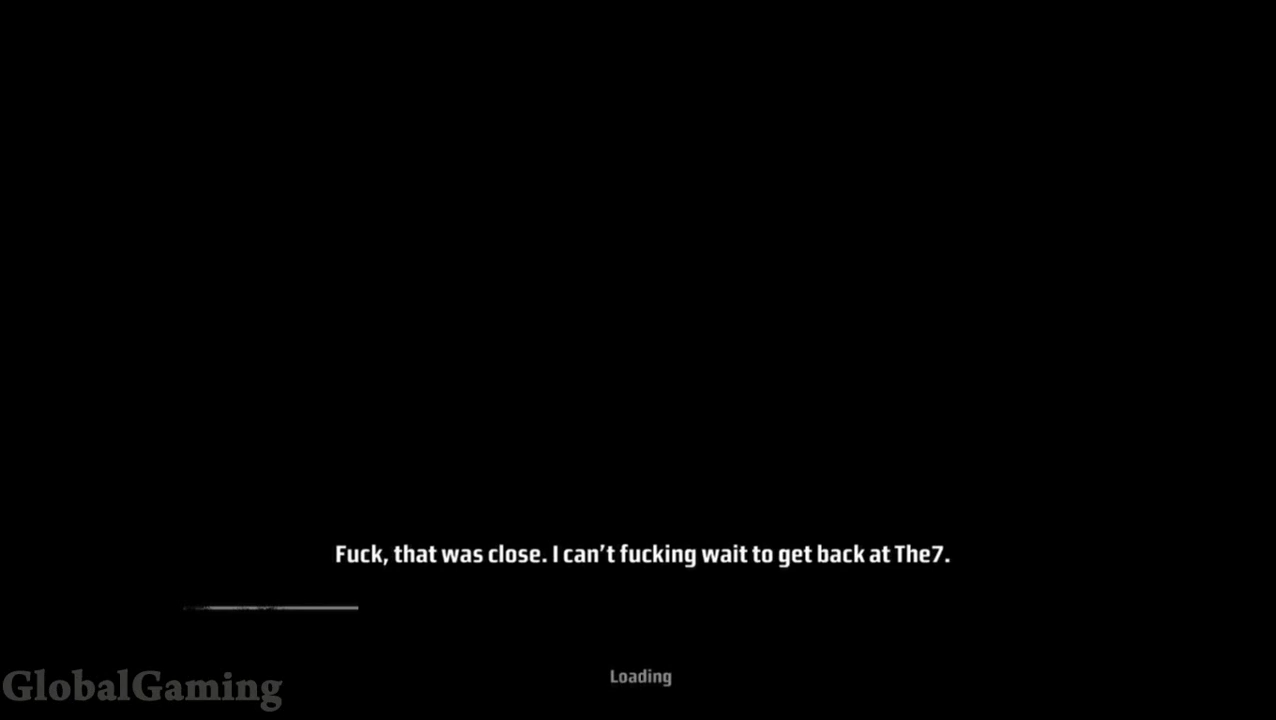 Fuck, that was close. I can't fucking wait to get back at The7.
Loading
GlobalGaming